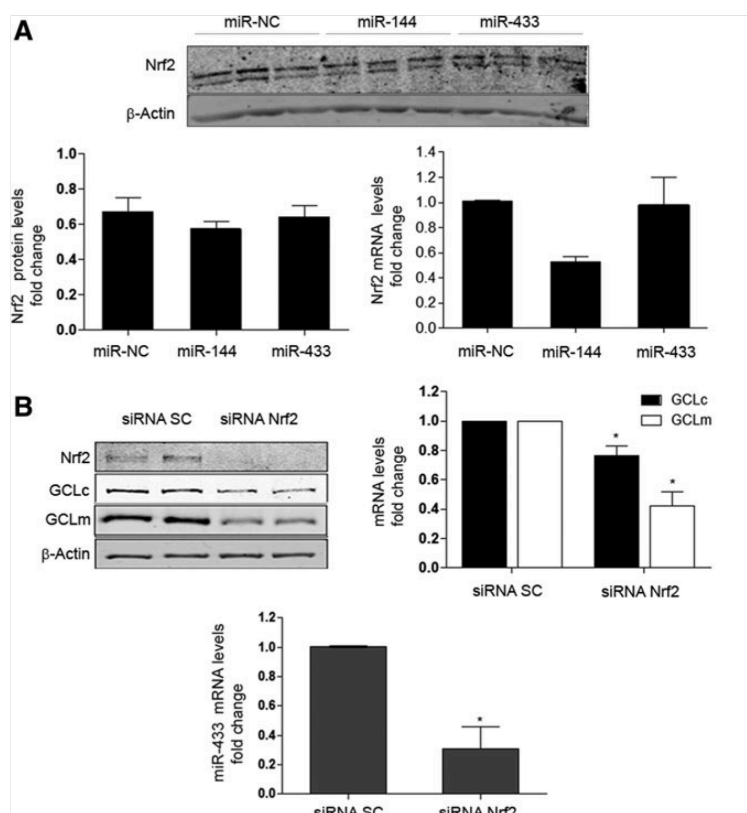 A
miR-NC miR-144 miR-433
Nrf2
β-Actin
Nrf2 protein levels
fold change
1.0
0.8
0.6
0.4
0.2
0.0
miR-NC miR-144 miR-433
Nrf2 mRNA levels
fold change
1.4
1.2
1.0
0.8
0.6
0.4
0.2
0.0
miR-NC miR-144 miR-433
B
siRNA SC siRNA Nrf2
Nrf2
GCLc
GCLm
β-Actin
mRNA levels
fold change
1.2
1.0
0.8
0.6
0.4
0.2
0.0
GCLc
GCLm
*
*
siRNA SC siRNA Nrf2
miR-433 mRNA levels
fold change
1.2
1.0
0.8
0.6
0.4
0.2
0.0
*
siRNA SC siRNA Nrf2